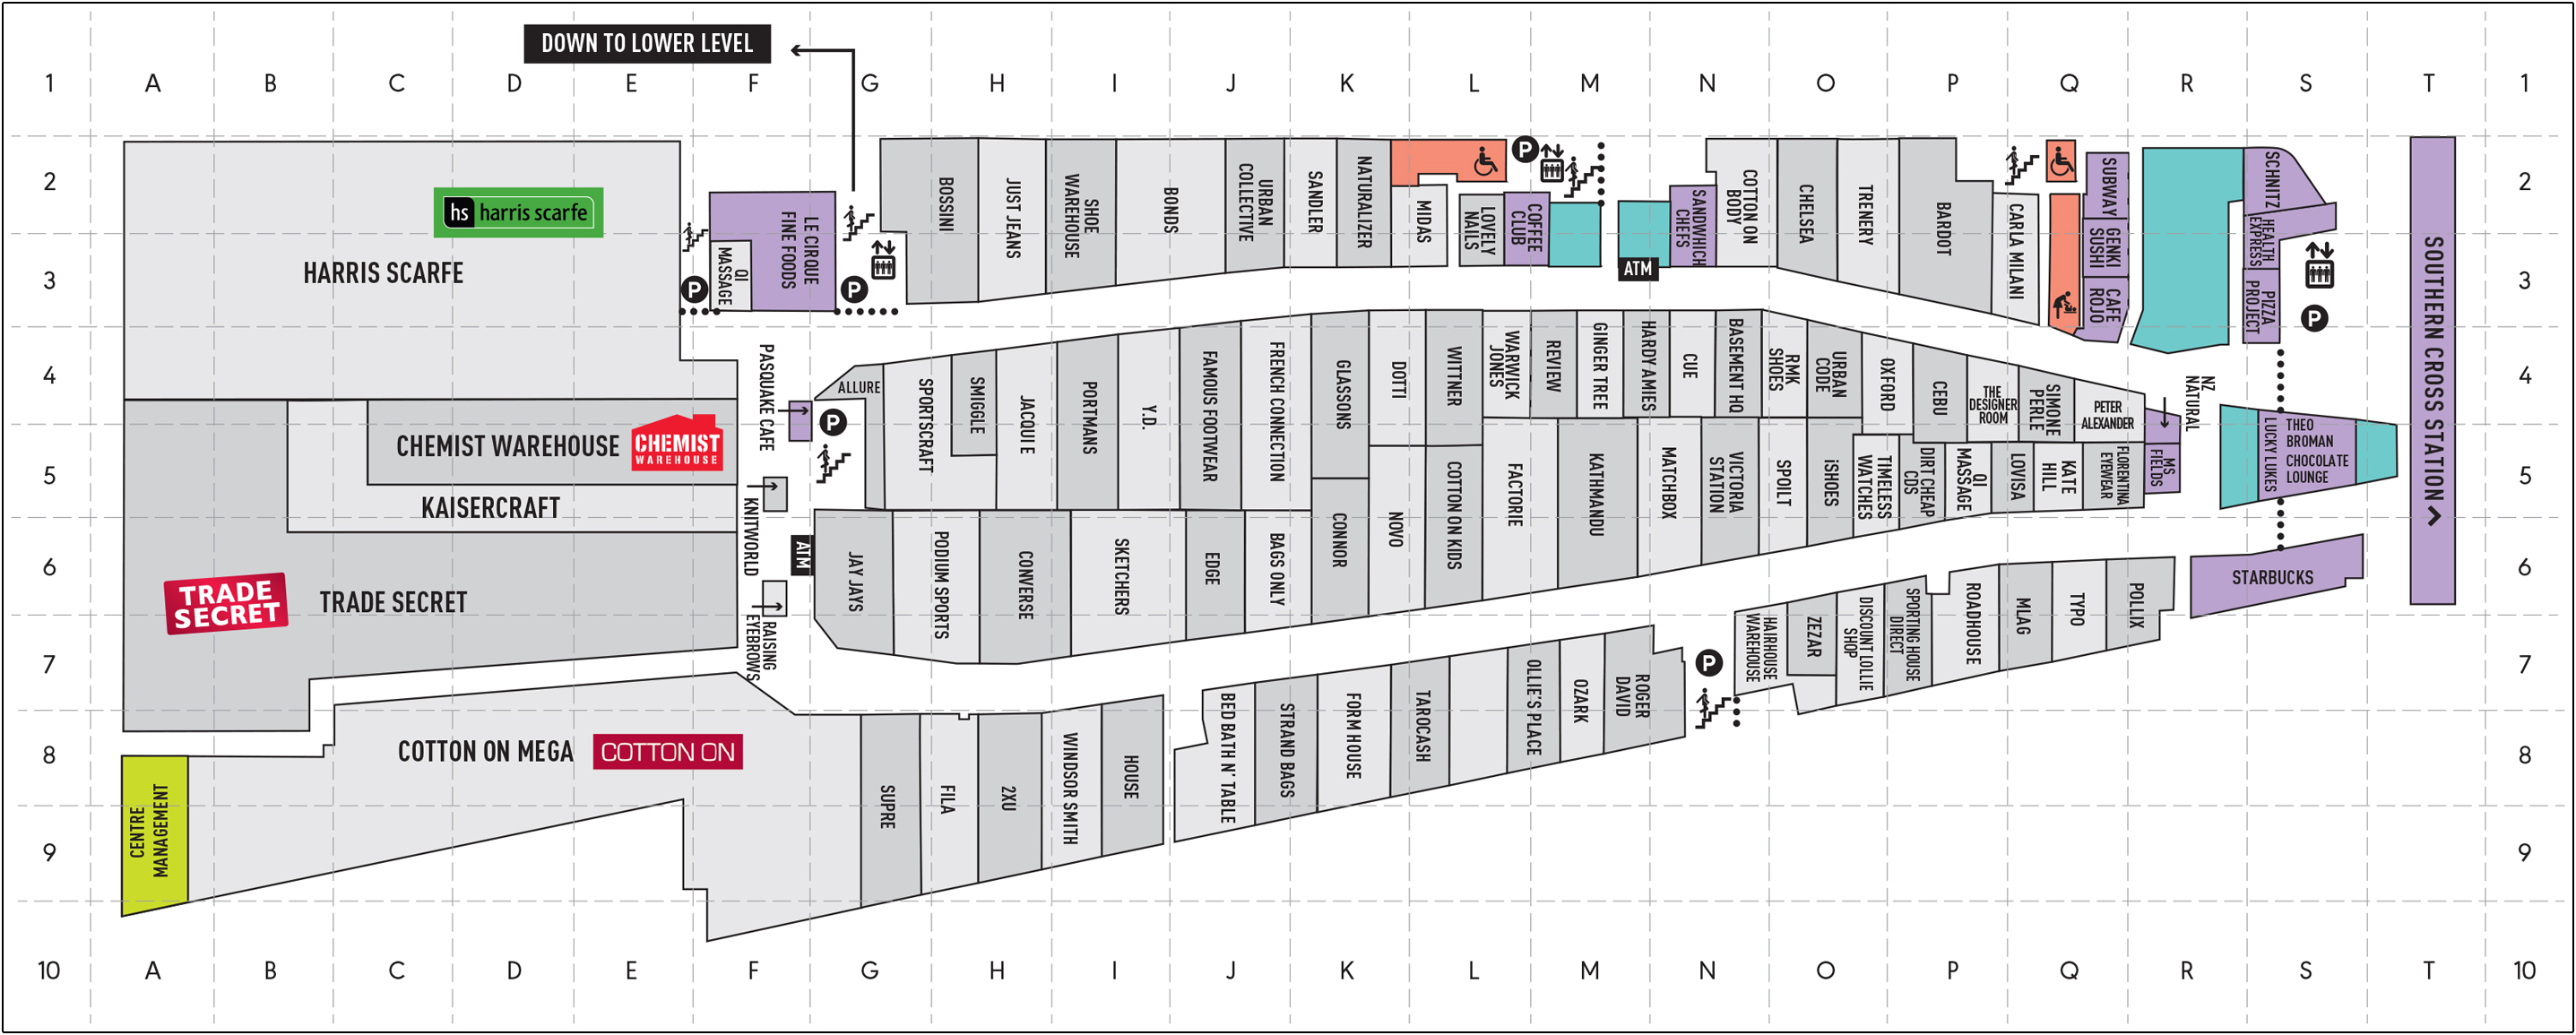 DOWN TO LOWER LEVEL
1 A B C D E F G H I J K L M N O P Q R S T 1
2
3
4
5
6
7
8
9
10 A B C D E F G H I J K L M N O P Q R S T 10
2
3
4
5
6
7
8
9
hs harris scarfe
HARRIS SCARFE
CHEMIST WAREHOUSE
CHEMIST
WAREHOUSE
KAISERCRAFT
TRADE
SECRET
TRADE SECRET
COTTON ON MEGA
COTTON ON
CENTRE
MANAGEMENT
P
QI
MASSAGE
LE CIRQUE
FINE FOODS
P
BOSSINI
JUST JEANS
SHOE
WAREHOUSE
BONDS
URBAN
COLLECTIVE
SANDLER
NATURALIZER
MIDAS
LOVELY
NAILS
COFFEE
CLUB
P
ATM
SANDWHICH
CHEFS
COTTON ON
BODY
CHELSEA
TRENERY
BARDOT
CARLA MILANI
SUBWAY
GENKI
SUSHI
CAFE
ROJO
SCHNITZ
HEALTH
EXPRESS
PIZZA
PROJECT
P
SOUTHERN CROSS STATION
PASQUAKE CAFE
KNITWORLD
ATM
RAISING
EYEBROWS
P
ALLURE
SPORTSCRAFT
SMIGGLE
JACQUIE
PORTMANS
Y.D.
FAMOUS FOOTWEAR
FRENCH CONNECTION
GLASSONS
DOTTI
WITTNER
WARWICK
JONES
REVIEW
GINGER TREE
HARDY AMIES
CUE
BASEMENT HQ
RMK
SHOES
URBAN
CODE
OXFORD
CEBU
THE
DESIGNER
ROOM
SIMONE
PERLE
PETER
ALEXANDER
NZ
NATURAL
JAY JAYS
PODIUM SPORTS
CONVERSE
SKETCHERS
EDGE
BAGS ONLY
CONNOR
NOVO
COTTON ON KIDS
FACTORIE
KATHMANDU
MATCHBOX
VICTORIA
STATION
SPOILT
iSHOES
TIMELESS
WATCHES
DIRT CHEAP
CDS
QI
MASSAGE
LOVISA
KATE
HILL
FLORENTINA
EYEWEAR
MS
FIELDS
LUCKY LUKES
THEO
BROMAN
CHOCOLATE
LOUNGE
STARBUCKS
SUPRE
FILA
2XU
WINDSOR SMITH
HOUSE
BED BATH N' TABLE
STRAND BAGS
FORM HOUSE
TAROCASH
OLLIE'S PLACE
OZARK
ROGER
DAVID
P
HAIRHOUSE
WAREHOUSE
ZEZAR
DISCOUNT LOLLIE
SHOP
SPORTING HOUSE
DIRECT
ROADHOUSE
MLAG
TYPO
POLLIX